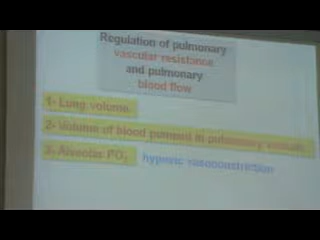 Regulation of pulmonary
vascular resistance
and pulmonary
blood flow
1- Lung volume.
2- Volume of blood pumped in pulmonary vessels.
3- Alveolar PO₂ hypoxic vasoconstriction